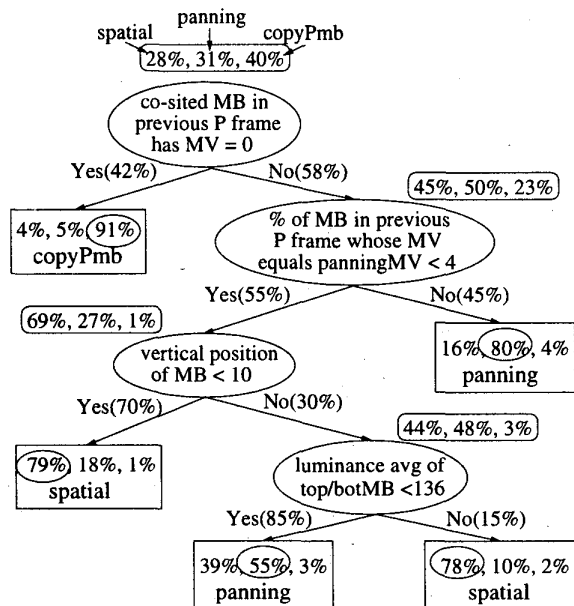 panning
spatial
copyPmb
28%, 31%, 40%
co-sited MB in
previous P frame
has MV = 0
Yes(42%)
No(58%)
45%, 50%, 23%
4%, 5%, 91%
copyPmb
% of MB in previous
P frame whose MV
equals panningMV < 4
Yes(55%)
No(45%)
69%, 27%, 1%
16%, 80%, 4%
panning
vertical position
of MB < 10
Yes(70%)
No(30%)
44%, 48%, 3%
79%, 18%, 1%
spatial
luminance avg of
top/botMB <136
Yes(85%)
No(15%)
39%, 55%, 3%
panning
78%, 10%, 2%
spatial